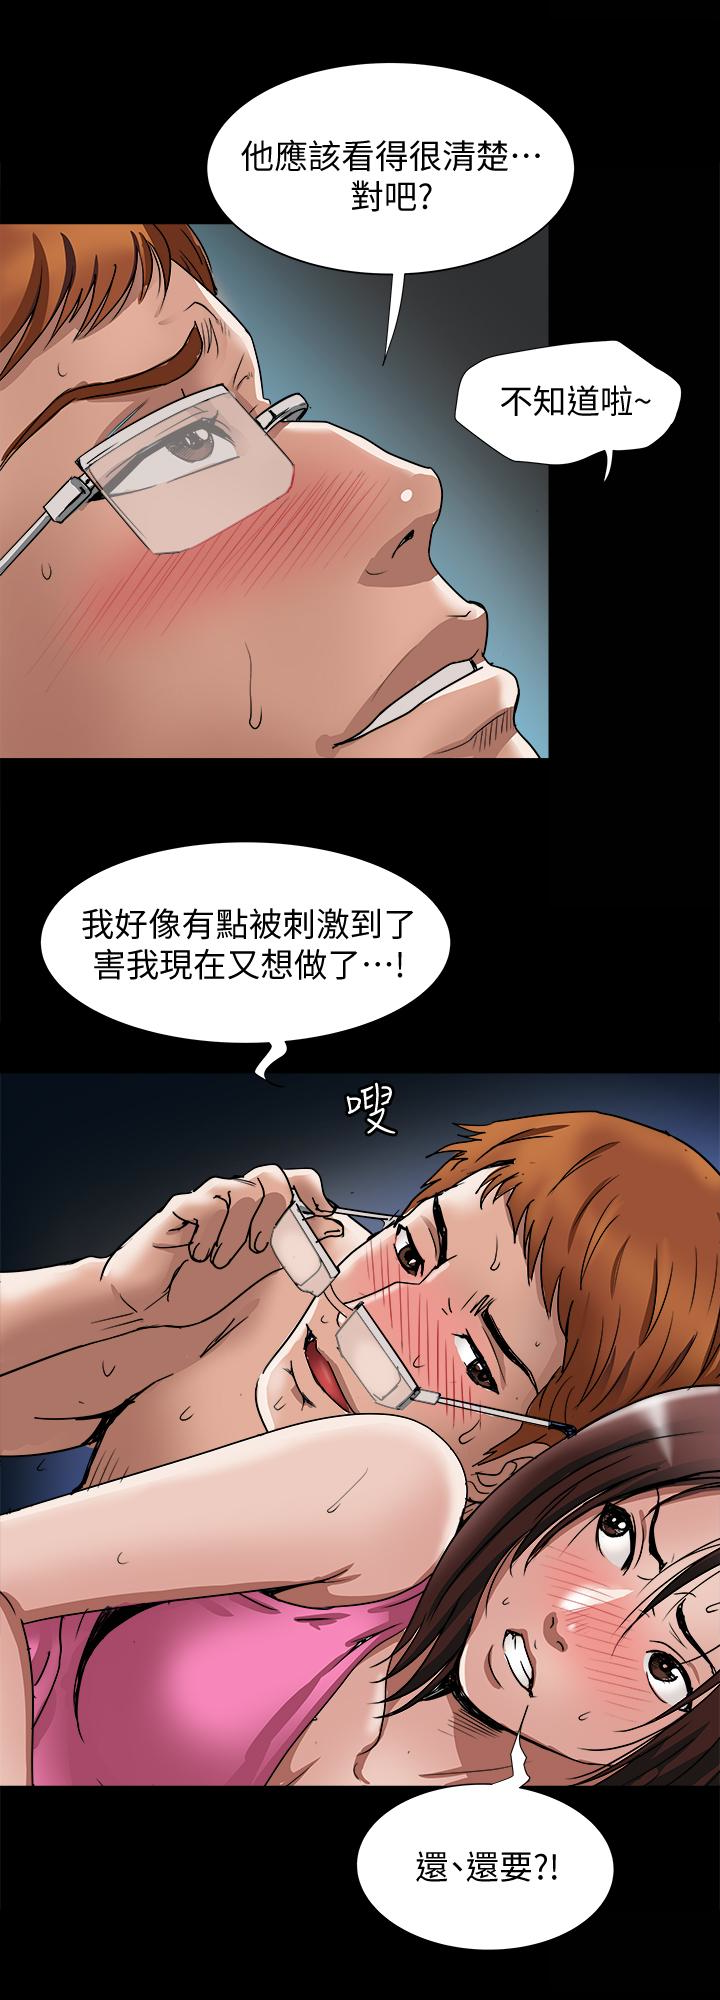 他應該看得很清楚⋯
對吧?
不知道啦~
我好像有點被刺激到了
害我現在又想做了⋯!
嗖
還、還要?!